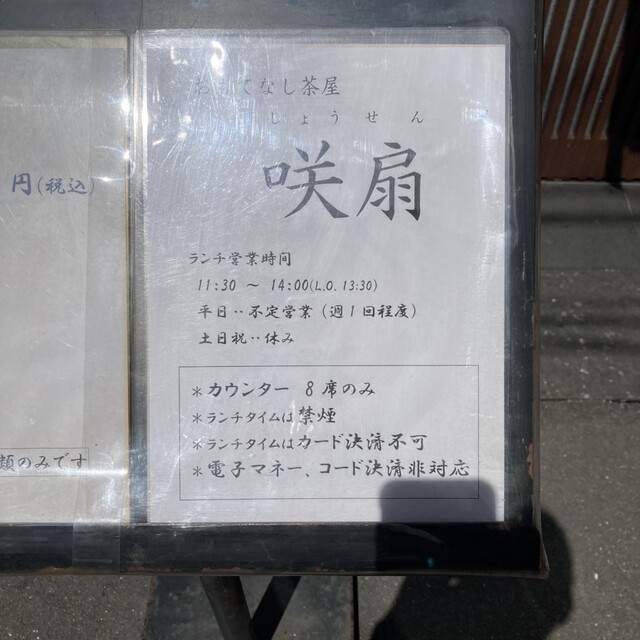 円(税込)
類のみです
おもてなし茶屋
しょうせん
咲扇
ランチ営業時間
11:30 〜 14:00(L.O. 13:30)
平日‥不定営業(週1回程度)
土日祝‥休み
＊カウンター 8席のみ
＊ランチタイムは禁煙
＊ランチタイムはカード決済不可
＊電子マネー、コード決済非対応